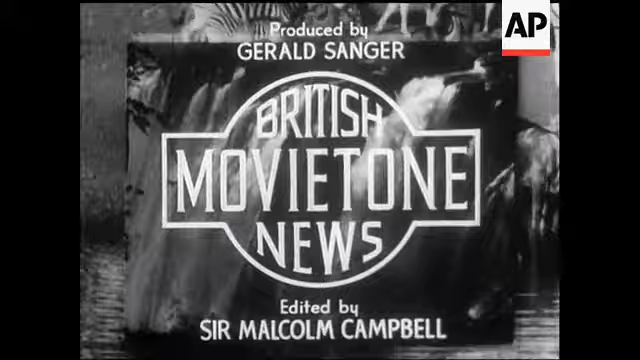 Produced by
GERALD SANGER
AP
BRITISH
MOVIETONE
NEWS
Edited by
SIR MALCOLM CAMPBELL